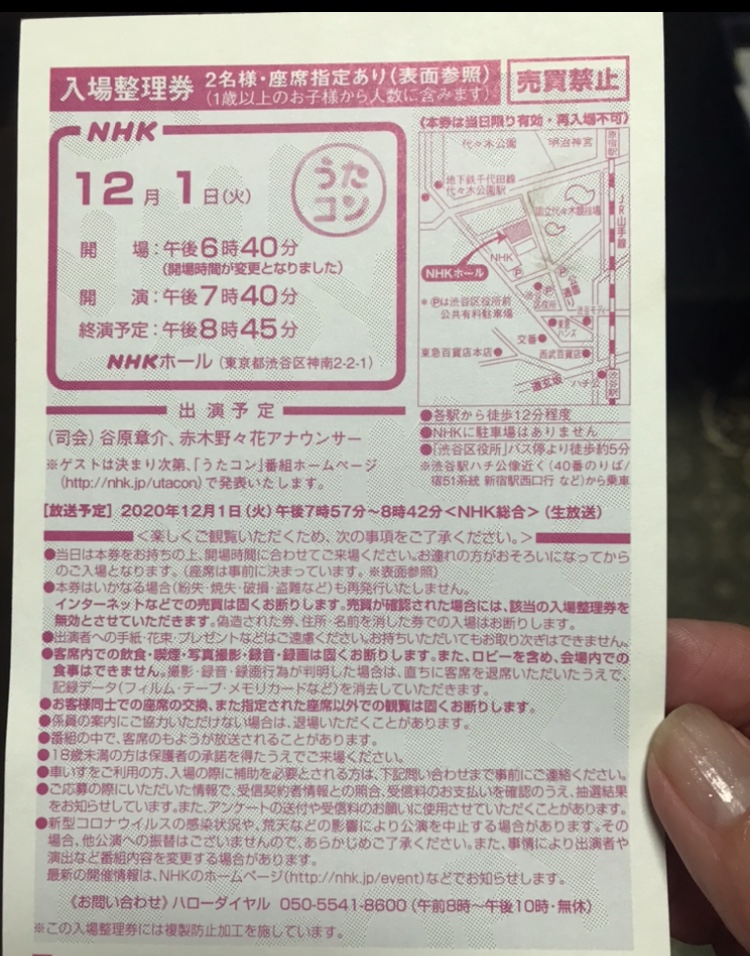 入場整理券 2名様・座席指定あり(表面参照)
(1歳以上のお子様から人数に含みます)
売買禁止
NHK
12月1日(火)
うた
コン
開　場:午後6時40分
(開場時間が変更となりました)
開　演:午後7時40分
終演予定:午後8時45分
NHKホール(東京都渋谷区神南2-2-1)
《本券は当日限り有効・再入場不可》
代々木公園
明治神宮
原宿駅
地下鉄千代田線
代々木公園駅
国立代々木競技場
JR山手線
NHK
NHKホール
公園通り
*Ⓟは渋谷区役所前
公共有料駐車場
渋谷区役所
渋谷モディ
東急ハンズ
交番
東急百貨店本店
西武百貨店
道玄坂
ハチ公
渋谷駅
●各駅から徒歩12分程度
●NHKに駐車場はありません
●「渋谷区役所」バス停より徒歩約5分
※渋谷駅ハチ公像近く(40番のりば/
宿51系統 新宿駅西口行 など)から乗車
出演予定
(司会)谷原章介、赤木野々花アナウンサー
※ゲストは決まり次第、「うたコン」番組ホームページ
(http://nhk.jp/utacon)で発表いたします。
[放送予定] 2020年12月1日(火)午後7時57分～8時42分<NHK総合>(生放送)
<楽しくご観覧いただくため、次の事項をご了承ください。>
●当日は本券をお持ちの上、開場時間に合わせてご来場ください。お連れの方がおそろいになってから
のご入場となります。(座席は事前に決まっています。※表面参照)
●本券はいかなる場合(紛失・焼失・破損・盗難など)も再発行いたしません。
インターネットなどでの売買は固くお断りします。売買が確認された場合には、該当の入場整理券を
無効とさせていただきます。偽造された券、住所・名前を消した券での入場はお断りします。
●出演者への手紙・花束・プレゼントなどはご遠慮ください。お持ちいただいてもお取り次ぎはできません。
●客席内での飲食・喫煙・写真撮影・録音・録画は固くお断りします。また、ロビーを含め、会場内での
食事はできません。撮影・録音・録画行為が判明した場合は、直ちに客席を退席いただいたうえで、
記録データ(フィルム・テープ・メモリカードなど)を消去していただきます。
●お客様同士での座席の交換、また指定された座席以外での観覧は固くお断りします。
●係員の案内にご協力いただけない場合は、退場いただくことがあります。
●番組の中で、客席のもようが放送されることがあります。
●18歳未満の方は保護者の承諾を得てご来場ください。
●車いすをご利用の方、入場の際に補助を必要とされる方は、下記問い合わせまで事前にご連絡ください。
●ご応募の際にいただいた情報で、受信契約者情報との照合、受信料のお支払いを確認のうえ、抽選結果
をお知らせしています。また、アンケートの送付や受信料のお願いに使用させていただくことがあります。
●新型コロナウイルスの感染状況や、荒天などの影響により公演を中止する場合があります。その
場合、他公演への振替はございませんので、あらかじめご了承ください。また、事情により出演者や
演出など番組内容を変更する場合があります。
最新の開催情報は、NHKのホームページ(http://nhk.jp/event)などでお知らせします。
《お問い合わせ》ハローダイヤル 050-5541-8600(午前8時～午後10時・無休)
※この入場整理券には複製防止加工を施しています。